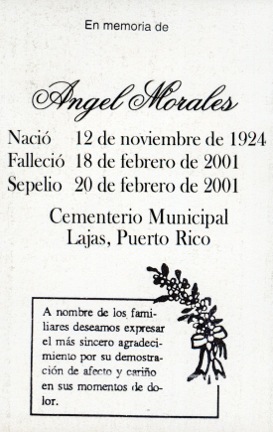 En memoria de
Angel Morales
Nació 12 de noviembre de 1924
Falleció 18 de febrero de 2001
Sepelio 20 de febrero de 2001
Cementerio Municipal
Lajas, Puerto Rico
A nombre de los fami-
liares deseamos expresar
el más sincero agradeci-
miento por su demostra-
ción de afecto y cariño
en sus momentos de do-
lor.